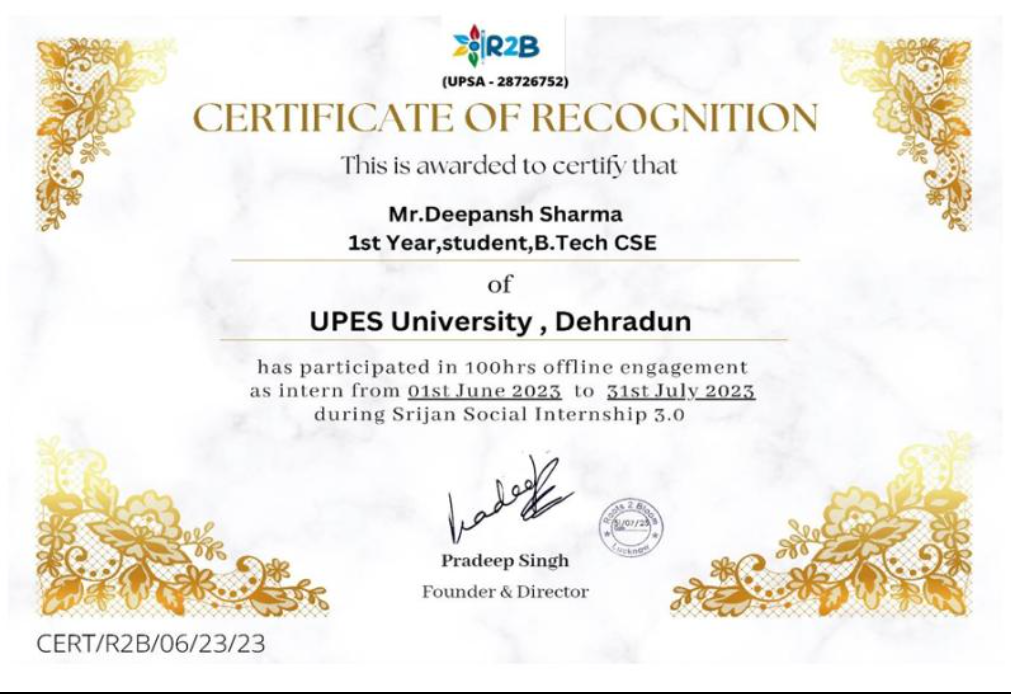 R2B
(UPSA - 28726752)
CERTIFICATE OF RECOGNITION
This is awarded to certify that
Mr.Deepansh Sharma
1st Year,student,B.Tech CSE
of
UPES University , Dehradun
has participated in 100hrs offline engagement
as intern from 01st June 2023 to 31st July 2023
during Srijan Social Internship 3.0
Pradeep
Roots 2 Bloom
31/07/23
Lucknow
Pradeep Singh
Founder & Director
CERT/R2B/06/23/23